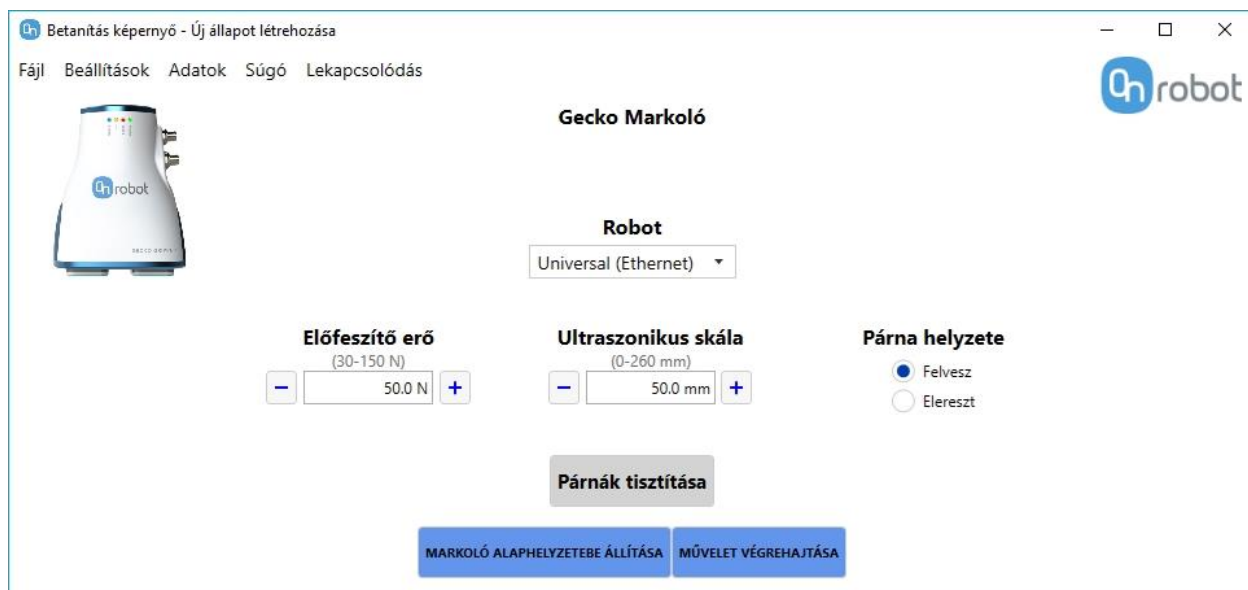 Betanítás képernyő - Új állapot létrehozása
Fájl Beállítások Adatok Súgó Lekapcsolódás
On robot
Gecko Markoló
On robot
Robot
Universal (Ethernet)
Előfeszítő erő
(30-150 N)
− 50.0 N +
Ultraszonikus skála
(0-260 mm)
− 50.0 mm +
Párna helyzete
Felvesz
Elereszt
Párnák tisztítása
MARKOLÓ ALAPHELYZETEBE ÁLLÍTÁSA
MŰVELET VÉGREHAJTÁSA